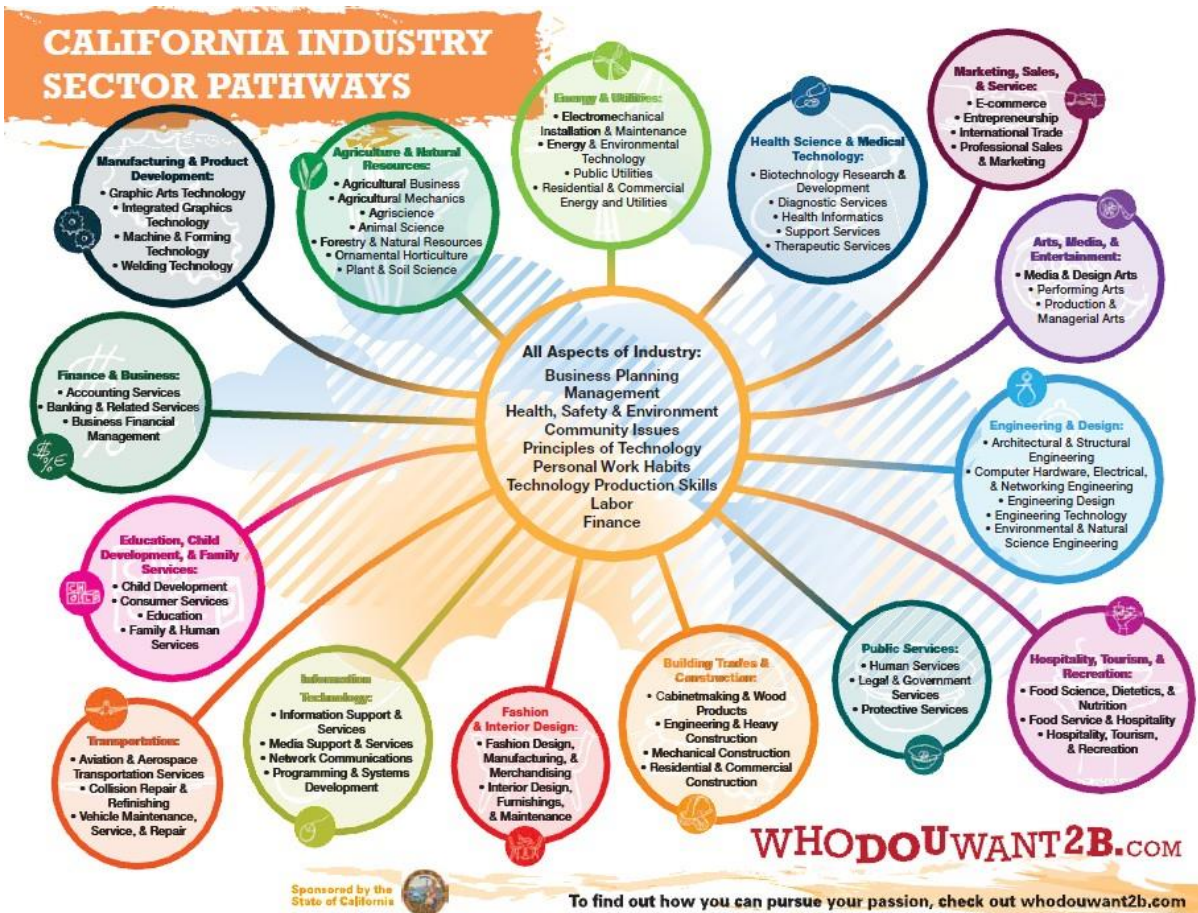 CALIFORNIA INDUSTRY
SECTOR PATHWAYS
Manufacturing & Product
Development:
• Graphic Arts Technology
• Integrated Graphics
Technology
• Machine & Forming
Technology
• Welding Technology
Agriculture & Natural
Resources:
• Agricultural Business
• Agricultural Mechanics
• Agriscience
• Animal Science
• Forestry & Natural Resources
• Ornamental Horticulture
• Plant & Soil Science
Energy & Utilities:
• Electromechanical
Installation & Maintenance
• Energy & Environmental
Technology
• Public Utilities
• Residential & Commercial
Energy and Utilities
Health Science & Medical
Technology:
• Biotechnology Research &
Development
• Diagnostic Services
• Health Informatics
• Support Services
• Therapeutic Services
Marketing, Sales,
& Service:
• E-commerce
• Entrepreneurship
• International Trade
• Professional Sales
& Marketing
Arts, Media, &
Entertainment:
• Media & Design Arts
• Performing Arts
• Production &
Managerial Arts
Finance & Business:
• Accounting Services
• Banking & Related Services
• Business Financial
Management
$
%€
All Aspects of Industry:
Business Planning
Management
Health, Safety & Environment
Community Issues
Principles of Technology
Personal Work Habits
Technology Production Skills
Labor
Finance
Engineering & Design:
• Architectural & Structural
Engineering
• Computer Hardware, Electrical,
& Networking Engineering
• Engineering Design
• Engineering Technology
• Environmental & Natural
Science Engineering
Education, Child
Development, & Family
Services:
• Child Development
• Consumer Services
• Education
• Family & Human
Services
Transportation:
• Aviation & Aerospace
Transportation Services
• Collision Repair &
Refinishing
• Vehicle Maintenance,
Service, & Repair
Information
Technology:
• Information Support &
Services
• Media Support & Services
• Network Communications
• Programming & Systems
Development
Fashion
& Interior Design:
• Fashion Design,
Manufacturing, &
Merchandising
• Interior Design,
Furnishings,
& Maintenance
Building Trades &
Construction:
• Cabinetmaking & Wood
Products
• Engineering & Heavy
Construction
• Mechanical Construction
• Residential & Commercial
Construction
Public Services:
• Human Services
• Legal & Government
Services
• Protective Services
Hospitality, Tourism, &
Recreation:
• Food Science, Dietetics, &
Nutrition
• Food Service & Hospitality
• Hospitality, Tourism,
& Recreation
WHODOUWANT2B.COM
Sponsored by the
State of California
To find out how you can pursue your passion, check out whodouwant2b.com